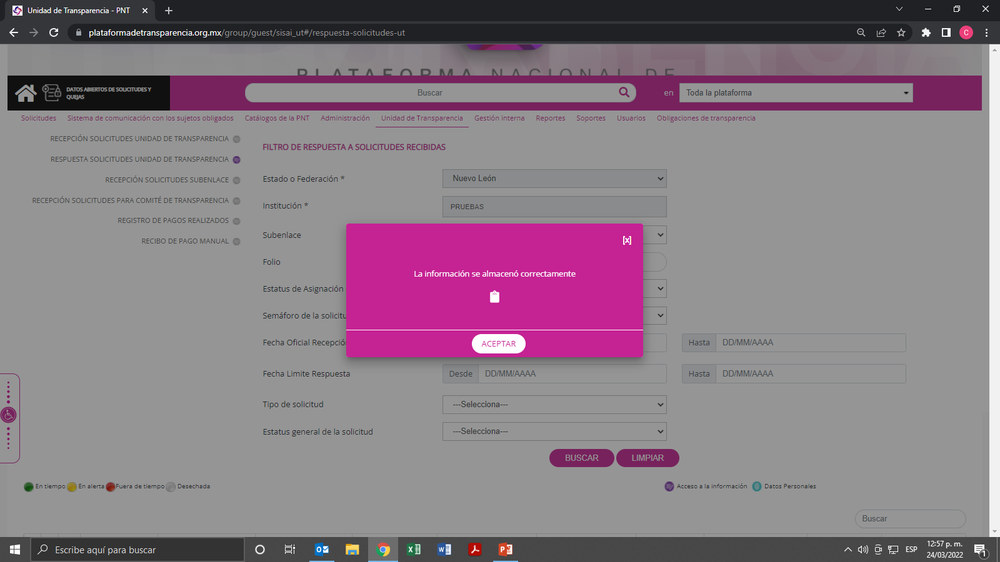 Unidad de Transparencia - PNT
plataformadetransparencia.org.mx/group/guest/sisai_ut#/respuesta-solicitudes-ut
C
PLATAFORMA NACIONAL DE
DATOS ABIERTOS DE SOLICITUDES Y
QUEJAS
Buscar
en
Toda la plataforma
Solicitudes Sistema de comunicación con los sujetos obligados Catálogos de la PNT Administración Unidad de Transparencia Gestión interna Reportes Soportes Usuarios Obligaciones de transparencia
RECEPCIÓN SOLICITUDES UNIDAD DE TRANSPARENCIA
RESPUESTA SOLICITUDES UNIDAD DE TRANSPARENCIA
RECEPCIÓN SOLICITUDES SUBENLACE
RECEPCIÓN SOLICITUDES PARA COMITÉ DE TRANSPARENCIA
REGISTRO DE PAGOS REALIZADOS
RECIBO DE PAGO MANUAL
FILTRO DE RESPUESTA A SOLICITUDES RECIBIDAS
Estado o Federación * Nuevo León
Institución * PRUEBAS
Subenlace
Folio
Estatus de Asignación
Semáforo de la solicitu
Fecha Oficial Recepció
Hasta DD/MM/AAAA
[x]
La información se almacenó correctamente
ACEPTAR
Fecha Limite Respuesta Desde DD/MM/AAAA Hasta DD/MM/AAAA
Tipo de solicitud ---Selecciona---
Estatus general de la solicitud ---Selecciona---
BUSCAR LIMPIAR
En tiempo En alerta Fuera de tiempo Desechada Acceso a la información Datos Personales
Buscar
Escribe aquí para buscar
ESP
12:57 p. m.
24/03/2022
1